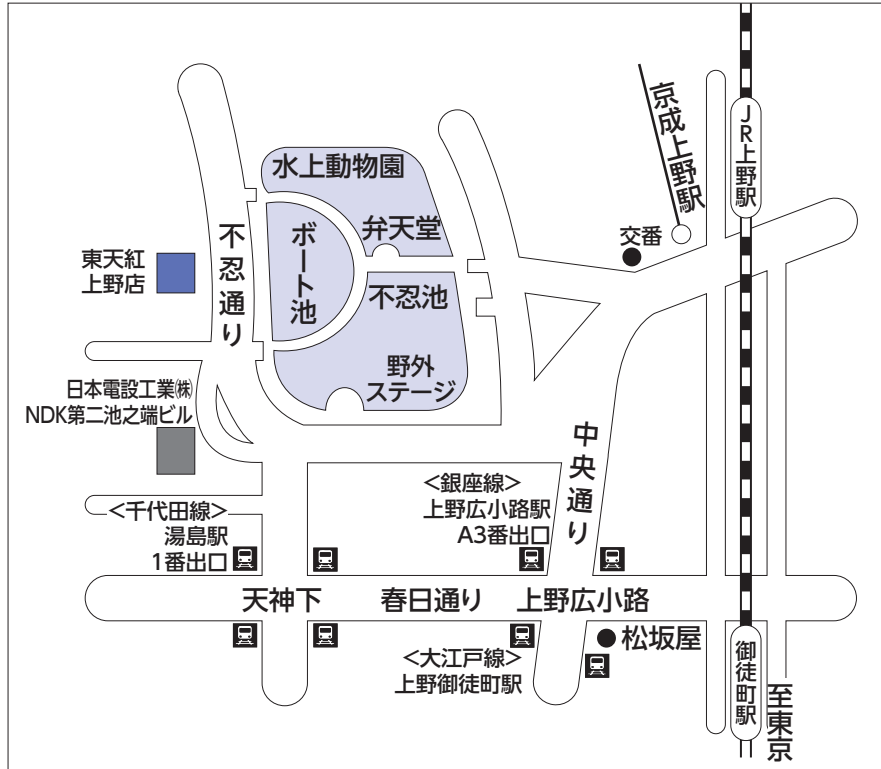 京成上野駅
JR上野駅
水上動物園
弁天堂
交番
不忍通り
ボート池
東天紅
上野店
不忍池
野外
ステージ
日本電設工業㈱
NDK第二池之端ビル
中央通り
<銀座線>
上野広小路駅
A3番出口
<千代田線>
湯島駅
1番出口
天神下
春日通り
上野広小路
松坂屋
<大江戸線>
上野御徒町駅
御徒町駅
至東京